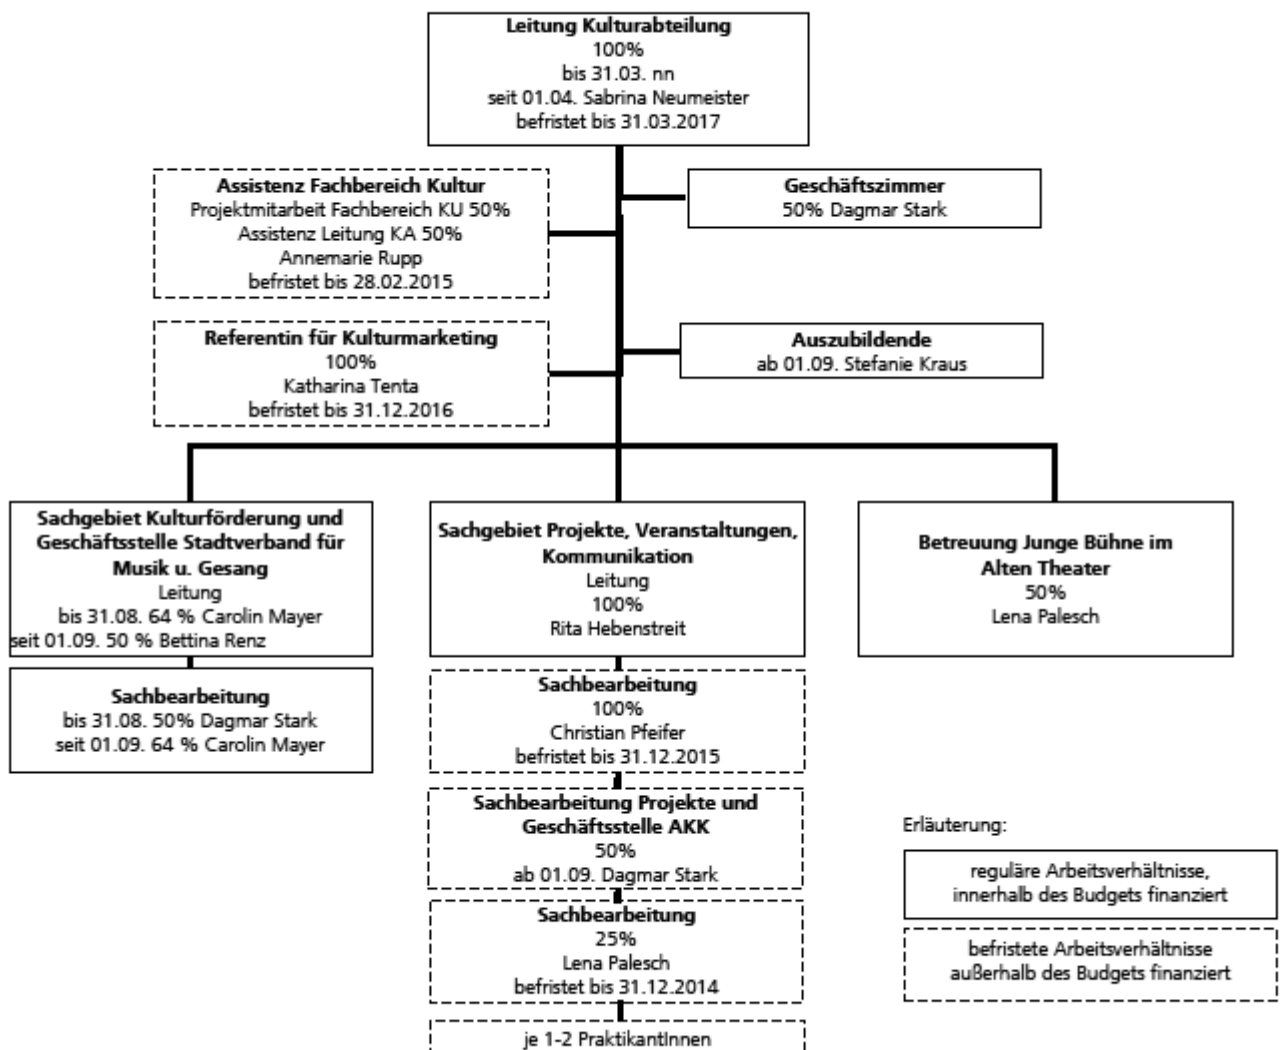 Leitung Kulturabteilung
100%
bis 31.03. nn
seit 01.04. Sabrina Neumeister
befristet bis 31.03.2017
Assistenz Fachbereich Kultur
Projektmitarbeit Fachbereich KU 50%
Assistenz Leitung KA 50%
Annemarie Rupp
befristet bis 28.02.2015
Geschäftszimmer
50% Dagmar Stark
Referentin für Kulturmarketing
100%
Katharina Tenta
befristet bis 31.12.2016
Auszubildende
ab 01.09. Stefanie Kraus
Sachgebiet Kulturförderung und
Geschäftsstelle Stadtverband für
Musik u. Gesang
Leitung
bis 31.08. 64 % Carolin Mayer
seit 01.09. 50 % Bettina Renz
Sachbearbeitung
bis 31.08. 50% Dagmar Stark
seit 01.09. 64 % Carolin Mayer
Sachgebiet Projekte, Veranstaltungen,
Kommunikation
Leitung
100%
Rita Hebenstreit
Sachbearbeitung
100%
Christian Pfeifer
befristet bis 31.12.2015
Sachbearbeitung Projekte und
Geschäftsstelle AKK
50%
ab 01.09. Dagmar Stark
Sachbearbeitung
25%
Lena Palesch
befristet bis 31.12.2014
je 1-2 PraktikantInnen
Betreuung Junge Bühne im
Alten Theater
50%
Lena Palesch
Erläuterung:
reguläre Arbeitsverhältnisse,
innerhalb des Budgets finanziert
befristete Arbeitsverhältnisse
außerhalb des Budgets finanziert